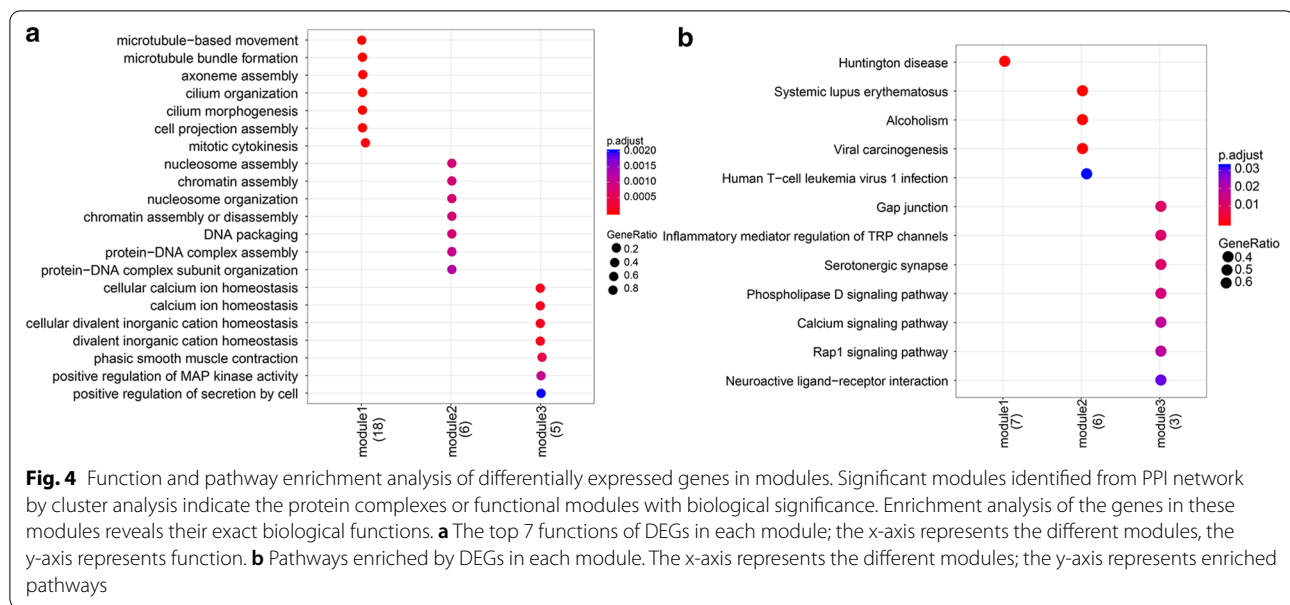 a
microtubule−based movement
microtubule bundle formation
axoneme assembly
cilium organization
cilium morphogenesis
cell projection assembly
mitotic cytokinesis
nucleosome assembly
chromatin assembly
nucleosome organization
chromatin assembly or disassembly
DNA packaging
protein−DNA complex assembly
protein−DNA complex subunit organization
cellular calcium ion homeostasis
calcium ion homeostasis
cellular divalent inorganic cation homeostasis
divalent inorganic cation homeostasis
phasic smooth muscle contraction
positive regulation of MAP kinase activity
positive regulation of secretion by cell
module1
(18)
module2
(6)
module3
(5)
p.adjust
0.0020
0.0015
0.0010
0.0005
GeneRatio
0.2
0.4
0.6
0.8
b
Huntington disease
Systemic lupus erythematosus
Alcoholism
Viral carcinogenesis
Human T−cell leukemia virus 1 infection
Gap junction
Inflammatory mediator regulation of TRP channels
Serotonergic synapse
Phospholipase D signaling pathway
Calcium signaling pathway
Rap1 signaling pathway
Neuroactive ligand−receptor interaction
module1
(7)
module2
(6)
module3
(3)
p.adjust
0.03
0.02
0.01
GeneRatio
0.4
0.5
0.6
Fig. 4 Function and pathway enrichment analysis of differentially expressed genes in modules. Significant modules identified from PPI network
by cluster analysis indicate the protein complexes or functional modules with biological significance. Enrichment analysis of the genes in these
modules reveals their exact biological functions. a The top 7 functions of DEGs in each module; the x-axis represents the different modules, the
y-axis represents function. b Pathways enriched by DEGs in each module. The x-axis represents the different modules; the y-axis represents enriched
pathways